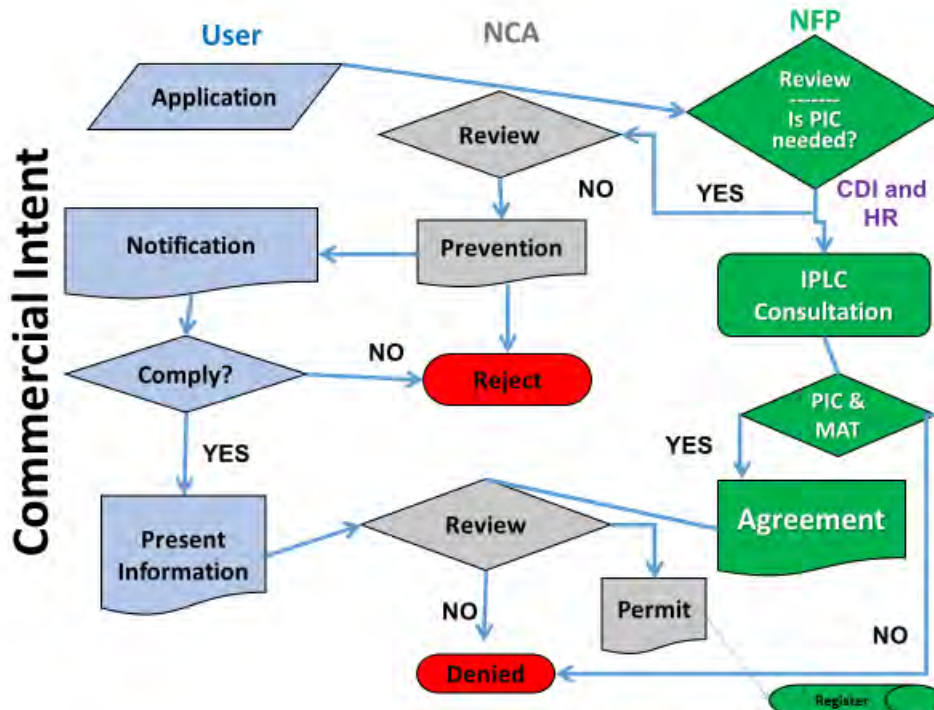 User
NCA
NFP
Application
Review
-------
Is PIC
needed?
Review
NO
YES
CDI and
HR
Notification
Prevention
IPLC
Consultation
Commercial Intent
Comply?
NO
Reject
PIC &
MAT
YES
YES
Present
Information
Review
Agreement
NO
Permit
NO
Denied
Register